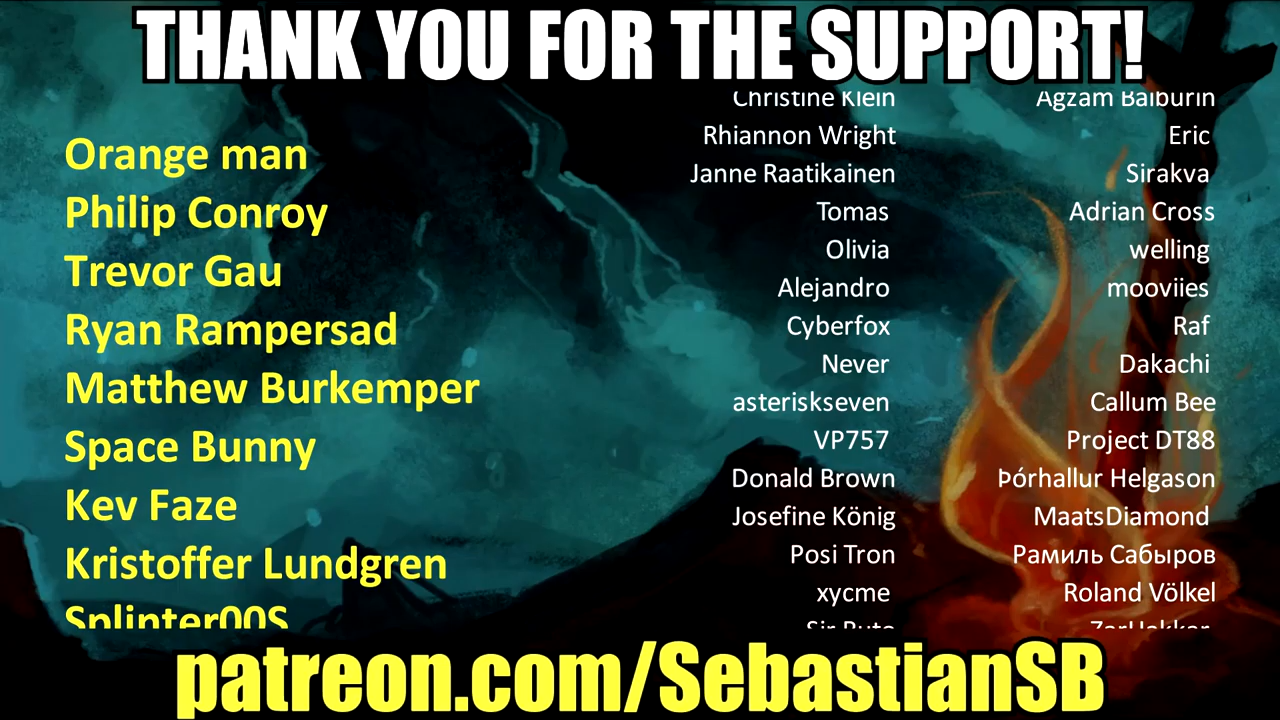 THANK YOU FOR THE SUPPORT!
Orange man
Philip Conroy
Trevor Gau
Ryan Rampersad
Matthew Burkemper
Space Bunny
Kev Faze
Kristoffer Lundgren
Splinter00S
Christine Klein
Rhiannon Wright
Janne Raatikainen
Tomas
Olivia
Alejandro
Cyberfox
Never
asteriskseven
VP757
Donald Brown
Josefine König
Posi Tron
xycme
Agzam Baiburin
Eric
Sirakva
Adrian Cross
welling
mooviies
Raf
Dakachi
Callum Bee
Project DT88
Þórhallur Helgason
MaatsDiamond
Рамиль Сабыров
Roland Völkel
patreon.com/SebastianSB